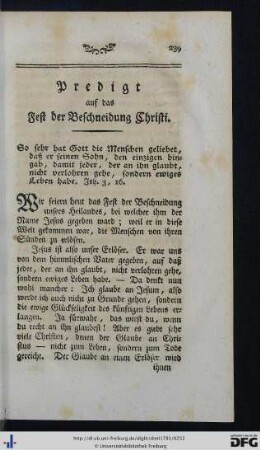 239
Predigt
auf das
Fest der Beschneidung Christi.
So sehr hat Gott die Menschen geliebet,
daß er seinen Sohn, den einzigen hin
gab, damit jeder, der an ihn glaubt,
nicht verlohren gehe, sondern ewiges
Leben habe. Joh. 3, 16.
Wir feiern heut das Fest der Beschneidung
unsers Heilandes, bei welcher ihm der
Name Jesus gegeben ward; weil er in diese
Welt gekommen war, die Menschen von ihren
Sünden zu erlösen.
Jesus ist also unser Erlöser. Er war uns
von dem himmlischen Vater gegeben, auf daß
jeder, der an ihn glaubt, nicht verlohren gehe,
sondern ewiges Leben habe. — Da denkt nun
wohl mancher: Ich glaube an Jesum, also
werde ich auch nicht zu Grunde gehen, sondern
die ewige Glückseligkeit des künftigen Lebens er
langen. Ja fürwahr, das wirst du, wenn
du recht an ihn glaubest! Aber es giebt sehr
viele Christen, denen der Glaube an Chri
stus — nicht zum Leben, sondern zum Tode
gereicht. Der Glaube an einen Erlöser wird
ihnen
© Universitätsbibliothek Freiburg
gefördert durch die
DFG